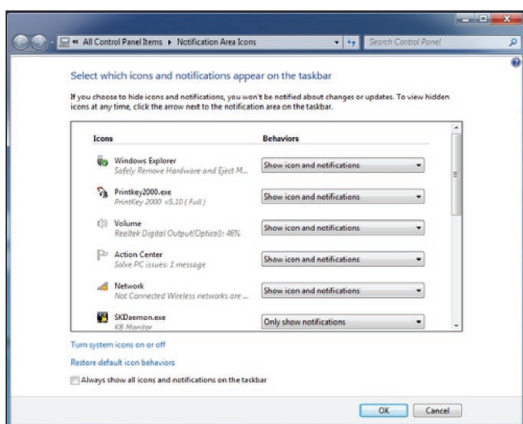 « All Control Panel Items ▸ Notification Area Icons
Search Control Panel
Select which icons and notifications appear on the taskbar
If you choose to hide icons and notifications, you won't be notified about changes or updates. To view hidden
icons at any time, click the arrow next to the notification area on the taskbar.
Icons Behaviors
Windows Explorer
Safely Remove Hardware and Eject M...
Show icon and notifications
Printkey2000.exe
PrintKey 2000 v5.10 ( Full )
Show icon and notifications
Volume
Realtek Digital Output(Optical): 46%
Show icon and notifications
Action Center
Solve PC issues: 1 message
Show icon and notifications
Network
Not Connected Wireless networks are ...
Show icon and notifications
SKDaemon.exe
KB Monitor
Only show notifications
Turn system icons on or off
Restore default icon behaviors
Always show all icons and notifications on the taskbar
OK Cancel